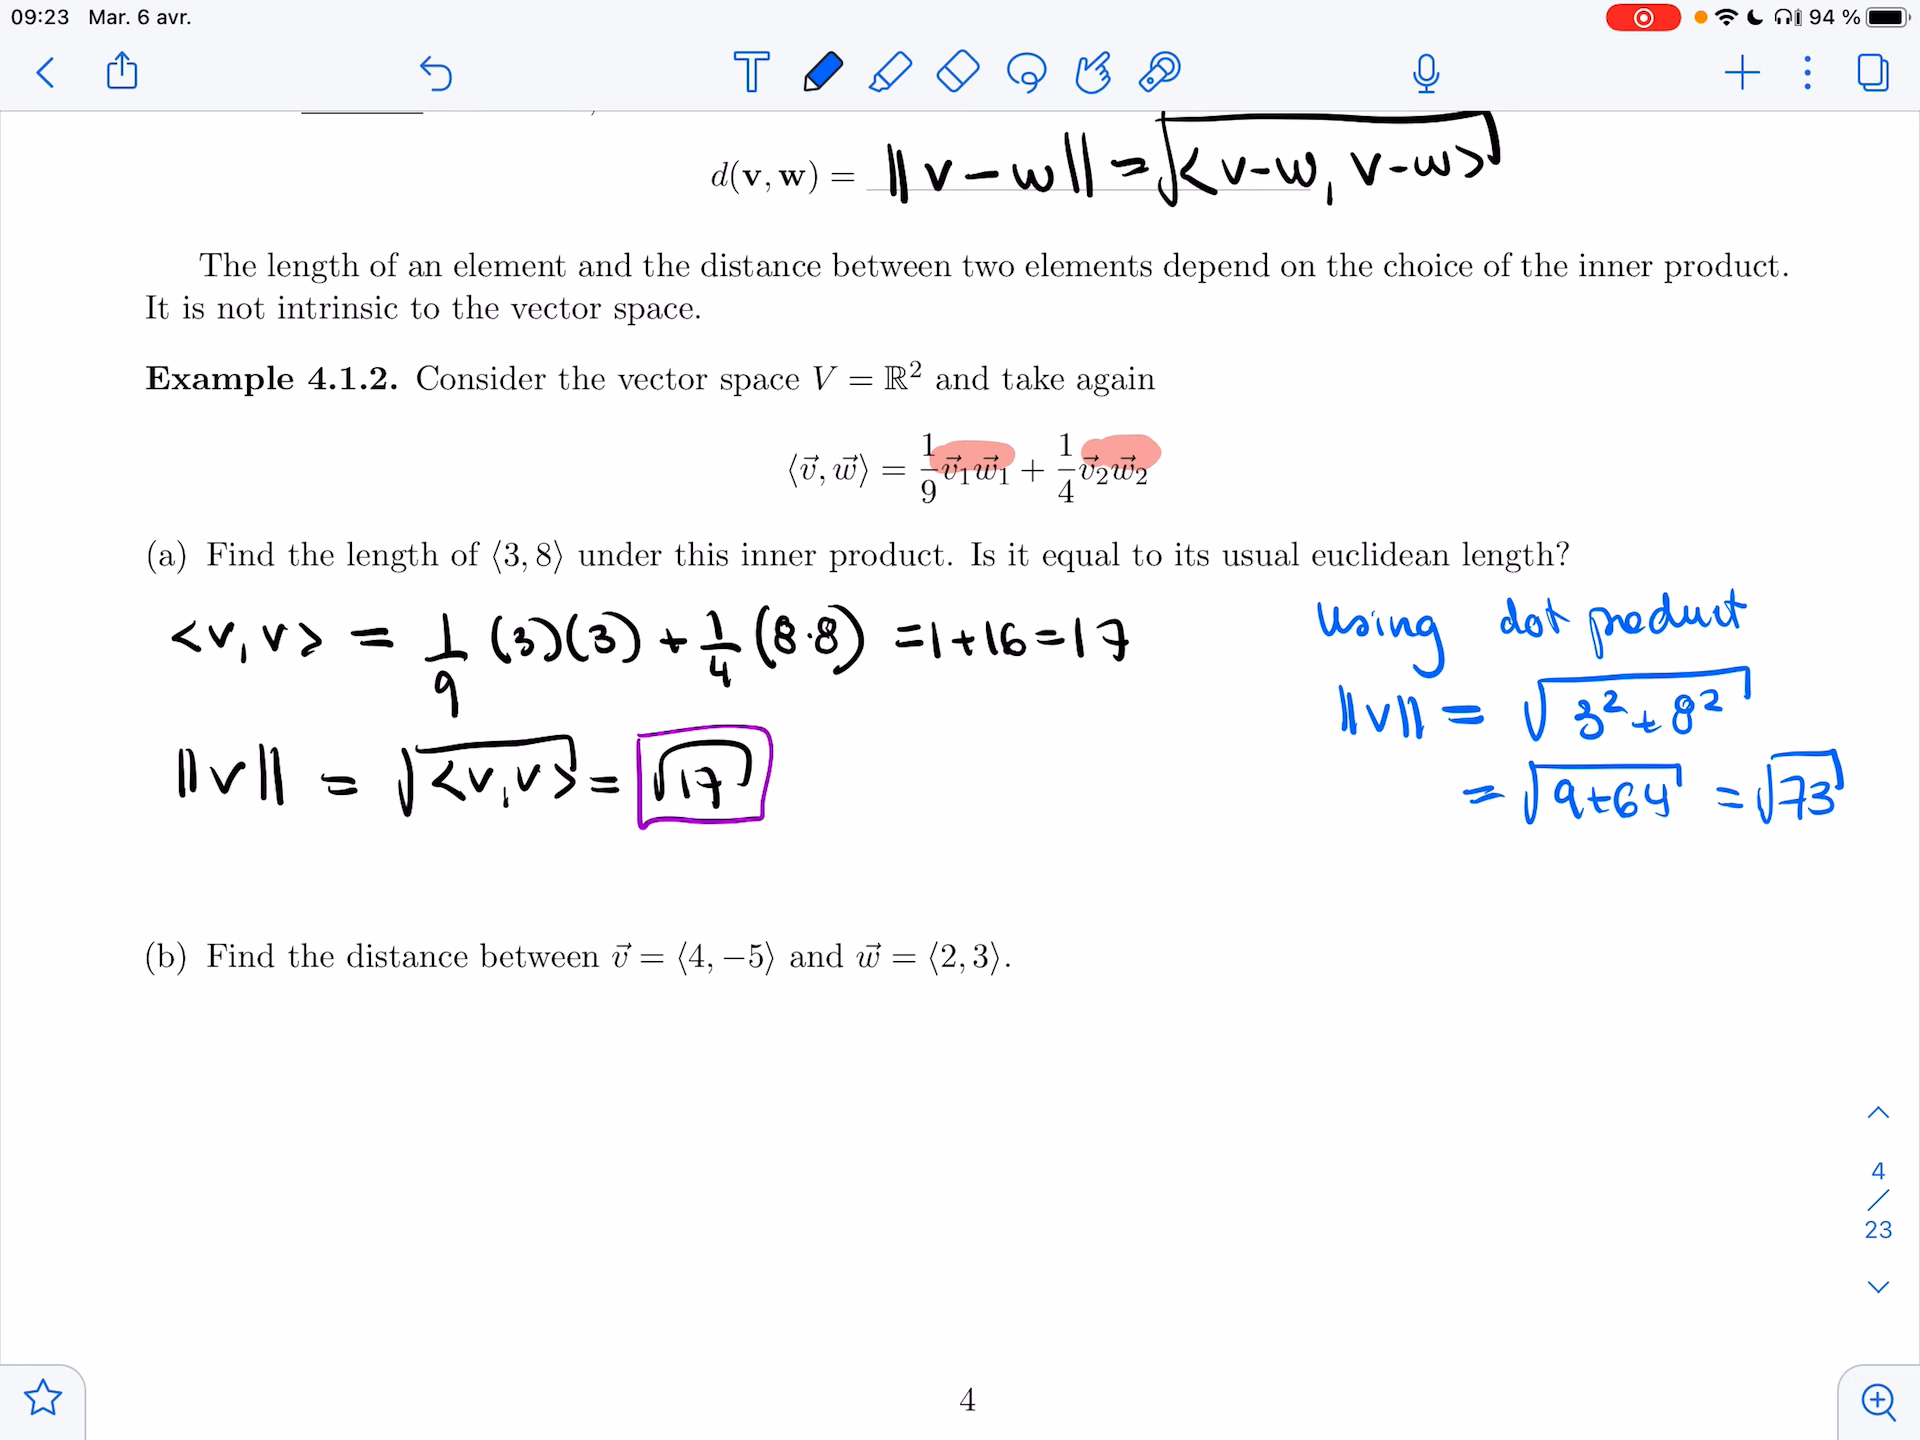 09:23 Mar. 6 avr. 94 %
d(v, w) = ||v-w|| = √<v-w, v-w>
The length of an element and the distance between two elements depend on the choice of the inner product.
It is not intrinsic to the vector space.
Example 4.1.2. Consider the vector space V = ℝ² and take again
⟨v⃗, w⃗⟩ = 1/9 v⃗₁w⃗₁ + 1/4 v⃗₂w⃗₂
(a) Find the length of ⟨3, 8⟩ under this inner product. Is it equal to its usual euclidean length?
<v, v> = 1/9 (3)(3) + 1/4 (8·8) = 1+16 = 17
||v|| = √<v,v> = √17
using dot product
||v|| = √3²+8²
= √9+64 = √73
(b) Find the distance between v⃗ = ⟨4, −5⟩ and w⃗ = ⟨2, 3⟩.
4
/
23
4